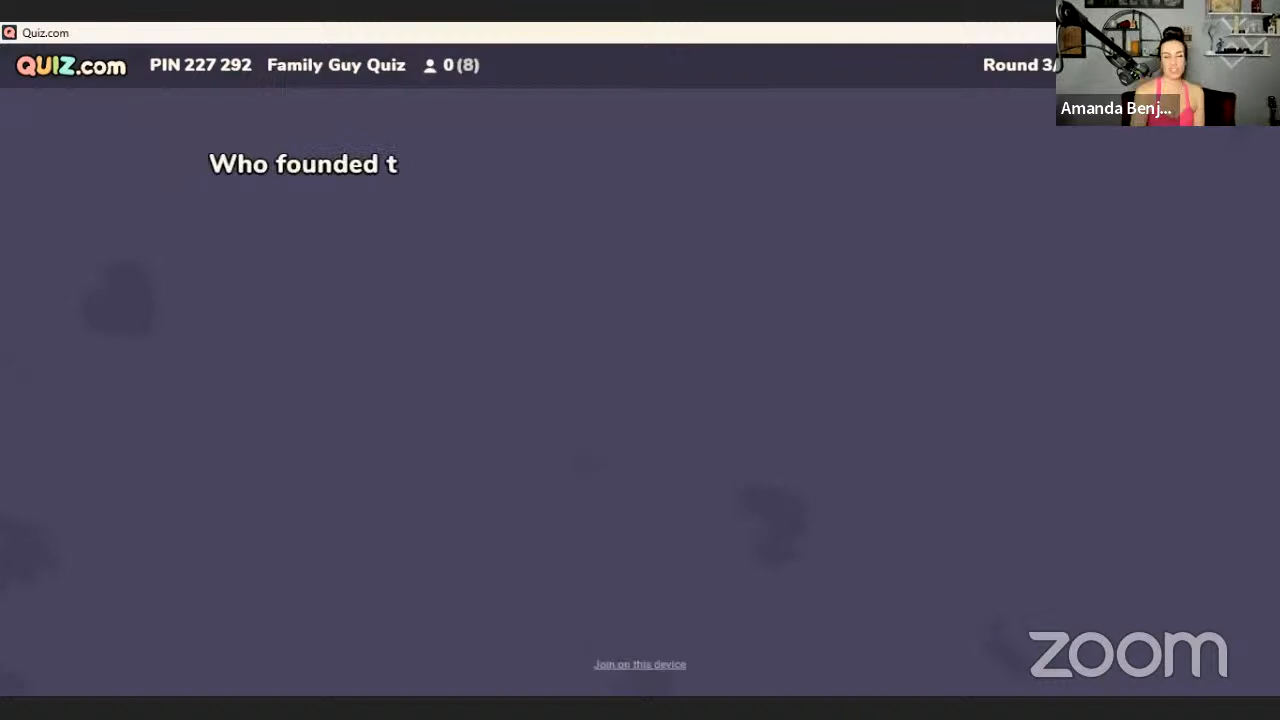 Quiz.com
QUIZ.com PIN 227 292 Family Guy Quiz 0 (8) Round 3/
Amanda Benj...
Who founded t
Join on this device
zoom